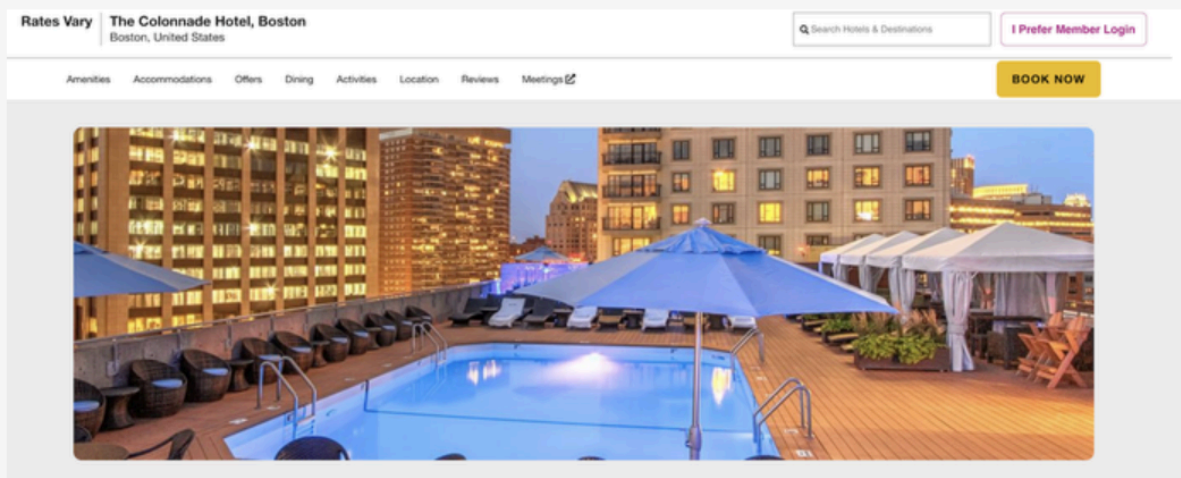 Rates Vary
The Colonnade Hotel, Boston
Boston, United States
Search Hotels & Destinations
I Prefer Member Login
Amenities
Accommodations
Offers
Dining
Activities
Location
Reviews
Meetings
BOOK NOW